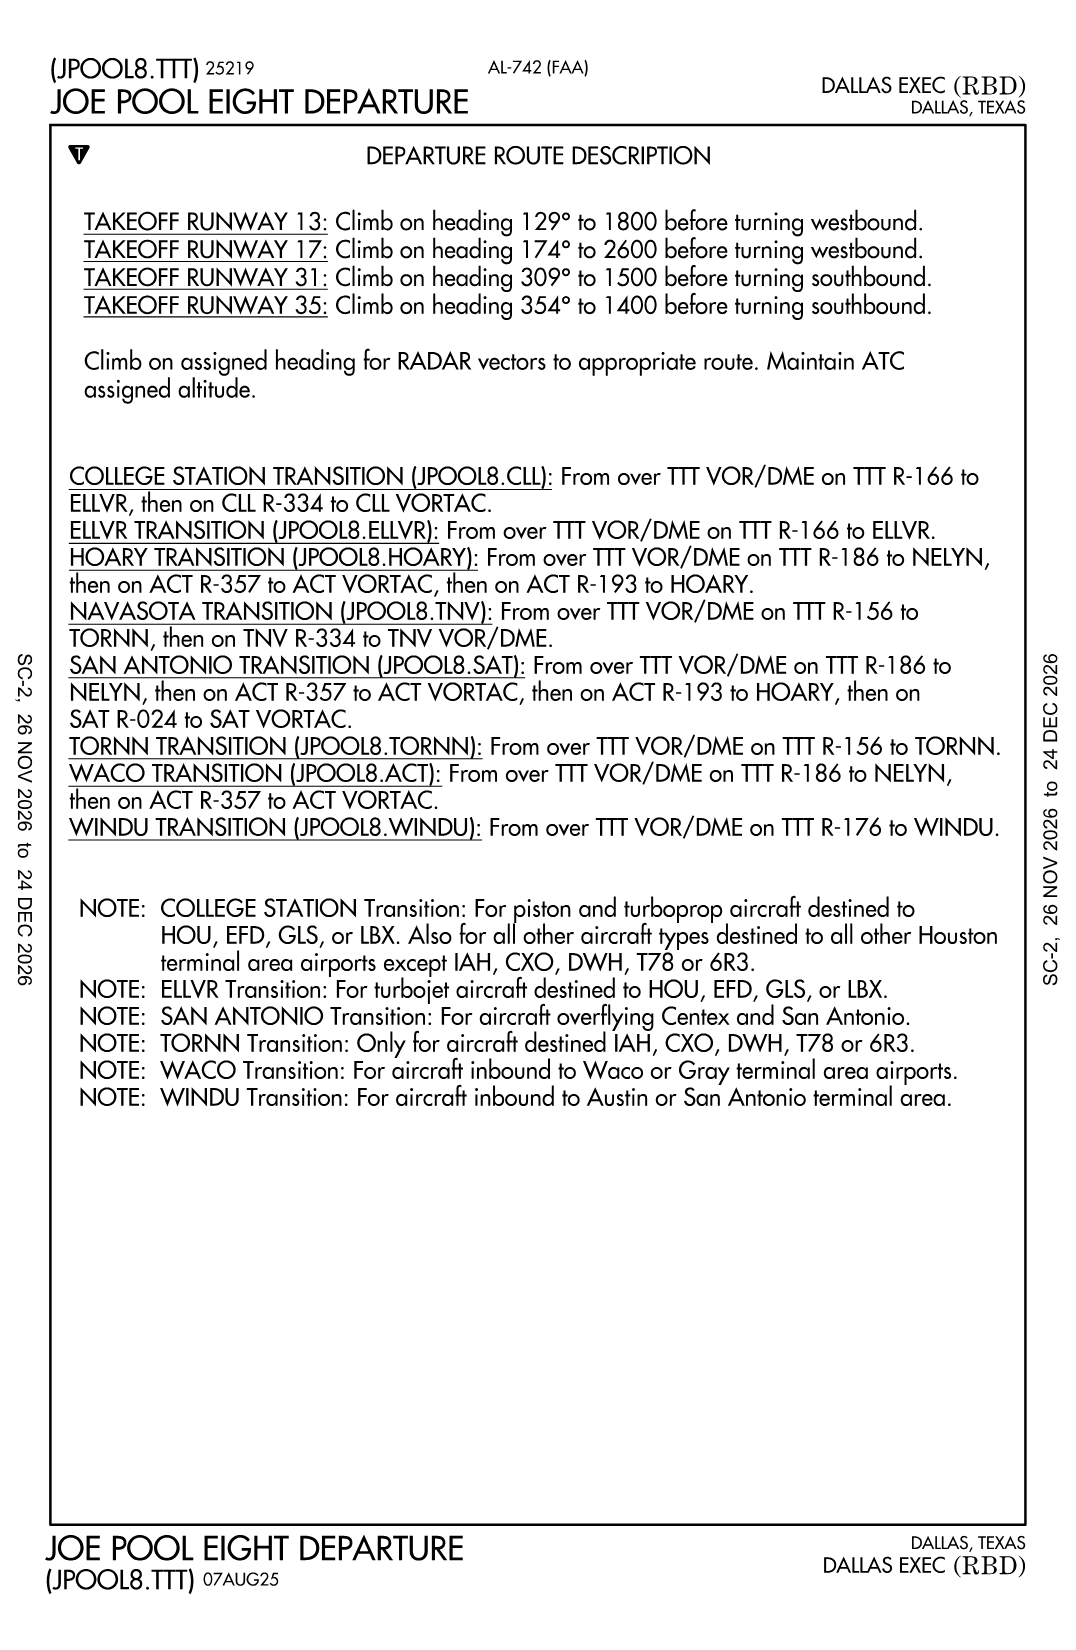 (JPOOL8.TTT) 25219
AL-742 (FAA)
DALLAS EXEC (RBD)
JOE POOL EIGHT DEPARTURE
DALLAS, TEXAS
T
DEPARTURE ROUTE DESCRIPTION
TAKEOFF RUNWAY 13: Climb on heading 129° to 1800 before turning westbound.
TAKEOFF RUNWAY 17: Climb on heading 174° to 2600 before turning westbound.
TAKEOFF RUNWAY 31: Climb on heading 309° to 1500 before turning southbound.
TAKEOFF RUNWAY 35: Climb on heading 354° to 1400 before turning southbound.
Climb on assigned heading for RADAR vectors to appropriate route. Maintain ATC
assigned altitude.
COLLEGE STATION TRANSITION (JPOOL8.CLL): From over TTT VOR/DME on TTT R-166 to
ELLVR, then on CLL R-334 to CLL VORTAC.
ELLVR TRANSITION (JPOOL8.ELLVR): From over TTT VOR/DME on TTT R-166 to ELLVR.
HOARY TRANSITION (JPOOL8.HOARY): From over TTT VOR/DME on TTT R-186 to NELYN,
then on ACT R-357 to ACT VORTAC, then on ACT R-193 to HOARY.
NAVASOTA TRANSITION (JPOOL8.TNV): From over TTT VOR/DME on TTT R-156 to
TORNN, then on TNV R-334 to TNV VOR/DME.
SAN ANTONIO TRANSITION (JPOOL8.SAT): From over TTT VOR/DME on TTT R-186 to
NELYN, then on ACT R-357 to ACT VORTAC, then on ACT R-193 to HOARY, then on
SAT R-024 to SAT VORTAC.
TORNN TRANSITION (JPOOL8.TORNN): From over TTT VOR/DME on TTT R-156 to TORNN.
WACO TRANSITION (JPOOL8.ACT): From over TTT VOR/DME on TTT R-186 to NELYN,
then on ACT R-357 to ACT VORTAC.
WINDU TRANSITION (JPOOL8.WINDU): From over TTT VOR/DME on TTT R-176 to WINDU.
NOTE: COLLEGE STATION Transition: For piston and turboprop aircraft destined to
HOU, EFD, GLS, or LBX. Also for all other aircraft types destined to all other Houston
terminal area airports except IAH, CXO, DWH, T78 or 6R3.
NOTE: ELLVR Transition: For turbojet aircraft destined to HOU, EFD, GLS, or LBX.
NOTE: SAN ANTONIO Transition: For aircraft overflying Centex and San Antonio.
NOTE: TORNN Transition: Only for aircraft destined IAH, CXO, DWH, T78 or 6R3.
NOTE: WACO Transition: For aircraft inbound to Waco or Gray terminal area airports.
NOTE: WINDU Transition: For aircraft inbound to Austin or San Antonio terminal area.
SC-2, 26 NOV 2026 to 24 DEC 2026
SC-2, 26 NOV 2026 to 24 DEC 2026
JOE POOL EIGHT DEPARTURE
DALLAS, TEXAS
(JPOOL8.TTT) 07AUG25
DALLAS EXEC (RBD)